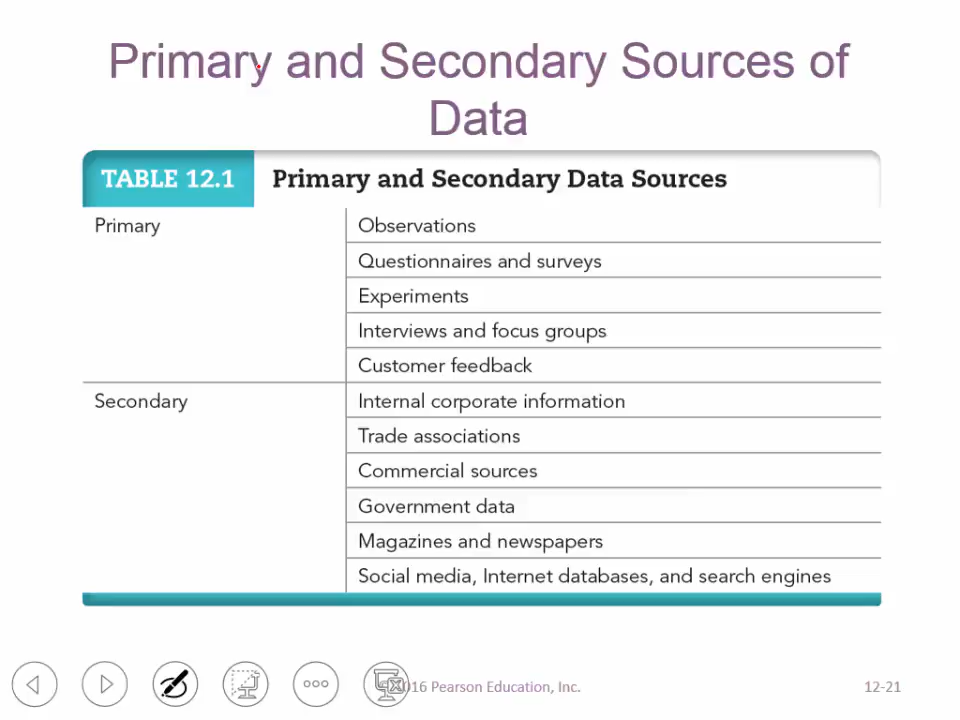 Primary and Secondary Sources of
Data
TABLE 12.1 Primary and Secondary Data Sources
Primary Observations
Questionnaires and surveys
Experiments
Interviews and focus groups
Customer feedback
Secondary Internal corporate information
Trade associations
Commercial sources
Government data
Magazines and newspapers
Social media, Internet databases, and search engines
2016 Pearson Education, Inc. 12-21